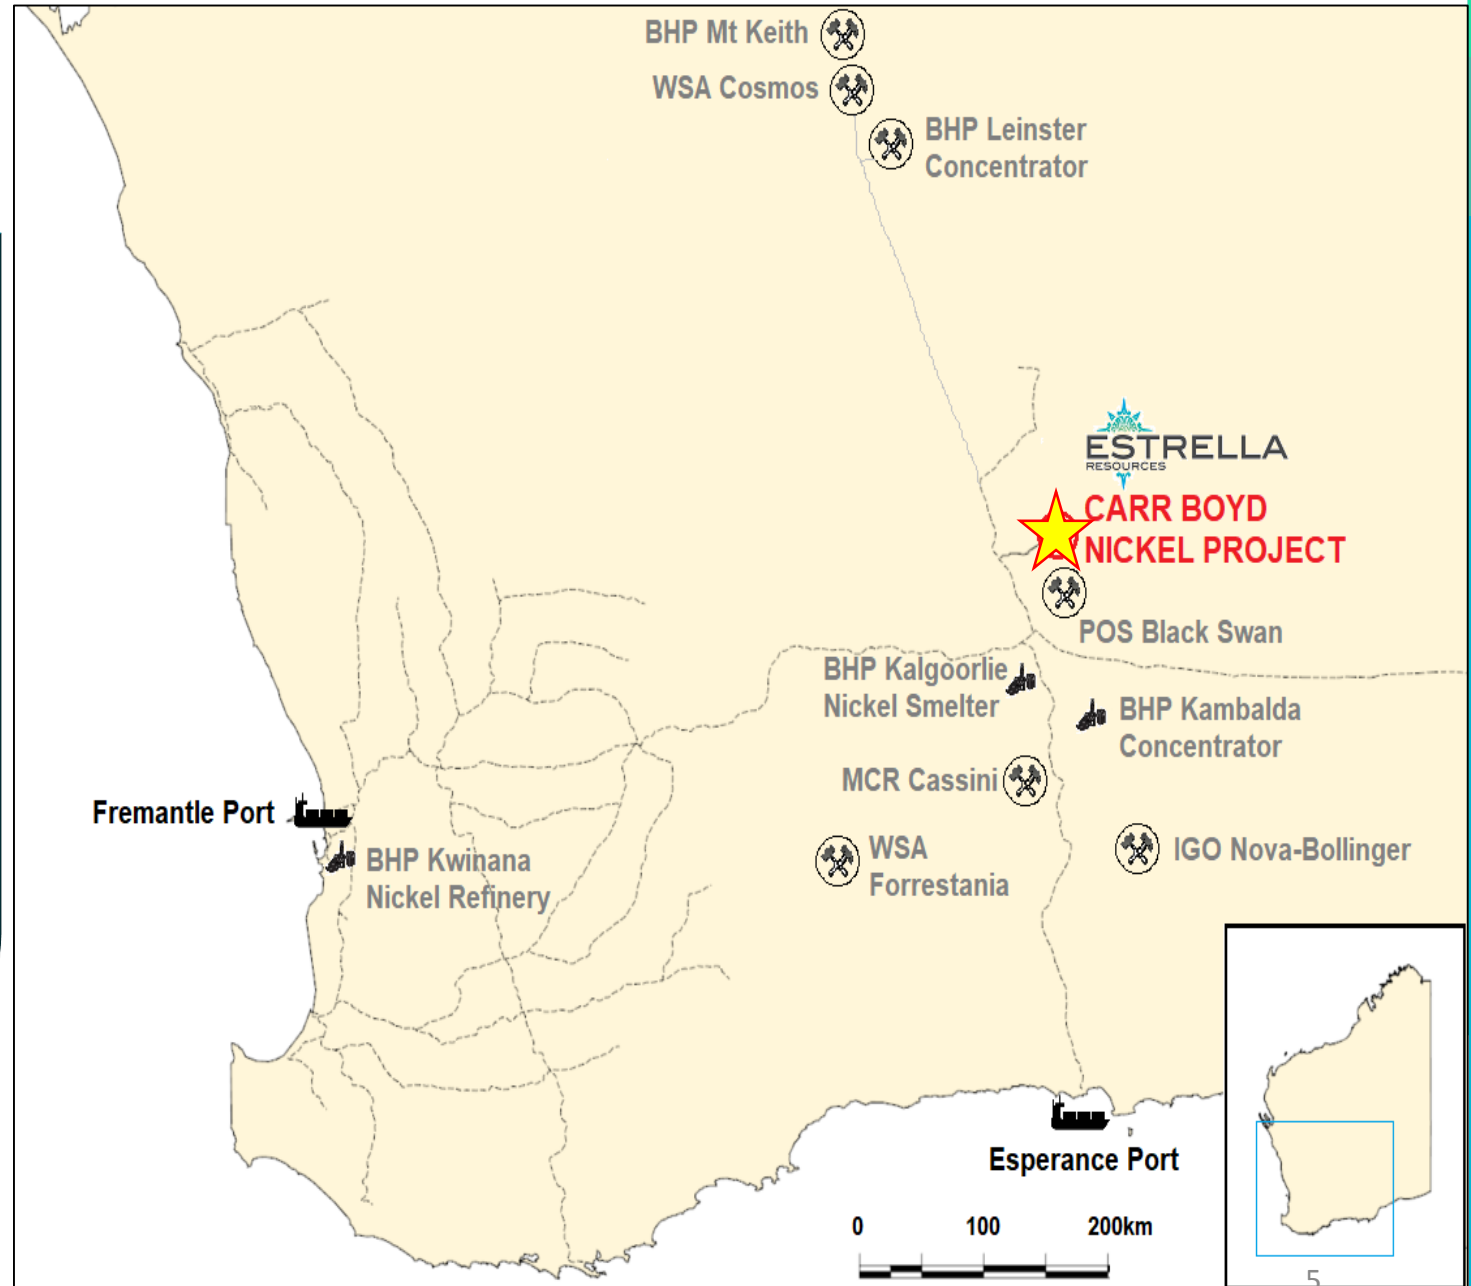 BHP Mt Keith
WSA Cosmos
BHP Leinster
Concentrator
ESTRELLA
RESOURCES
CARR BOYD
NICKEL PROJECT
POS Black Swan
BHP Kalgoorlie
Nickel Smelter
BHP Kambalda
Concentrator
MCR Cassini
Fremantle Port
BHP Kwinana
Nickel Refinery
WSA
Forrestania
IGO Nova-Bollinger
Esperance Port
0 100 200km
5